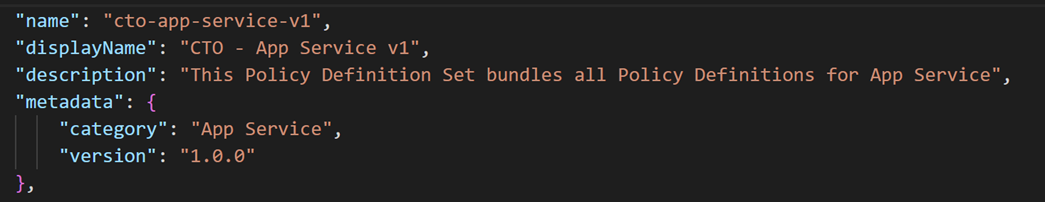 "name": "cto-app-service-v1",
"displayName": "CTO - App Service v1",
"description": "This Policy Definition Set bundles all Policy Definitions for App Service",
"metadata": {
    "category": "App Service",
    "version": "1.0.0"
},